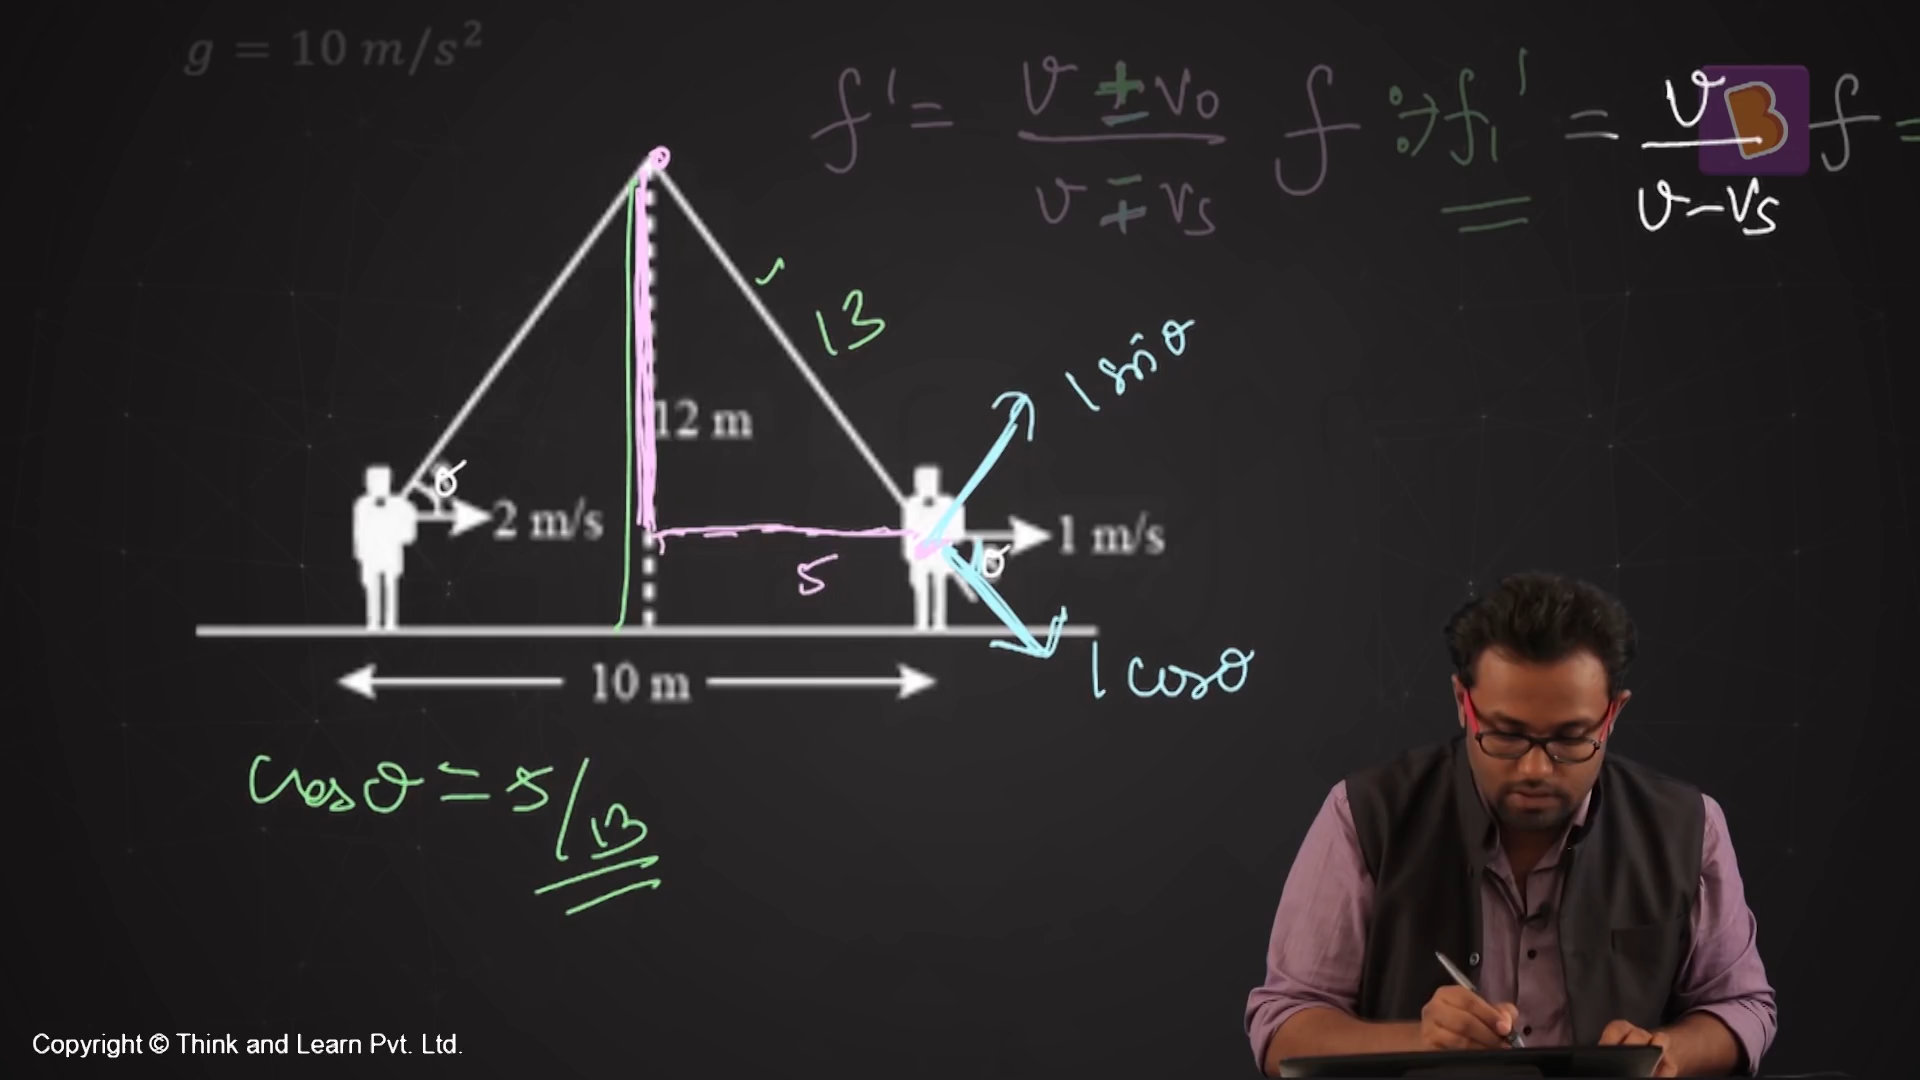 g = 10 m/s²
f' = (v ± v₀)/(v ∓ vₛ) f ∴ f₁' = v/(v − vₛ) f =
B
13
1 sin θ
12 m
θ
2 m/s
1 m/s
θ
5
10 m
1 cos θ
cos θ = 5/13
Copyright © Think and Learn Pvt. Ltd.